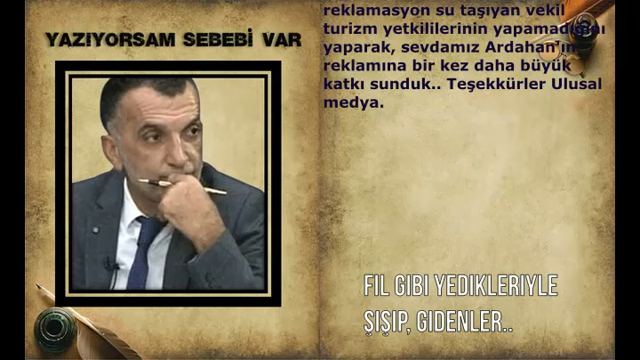 YAZIYORSAM SEBEBİ VAR
reklamasyon su taşıyan vekil
turizm yetkililerinin yapamadığını
yaparak, sevdamız Ardahan'ın
reklamına bir kez daha büyük
katkı sunduk.. Teşekkürler Ulusal
medya.
FIL GIBI YEDIKLERIYLE
ŞIŞIP, GIDENLER..